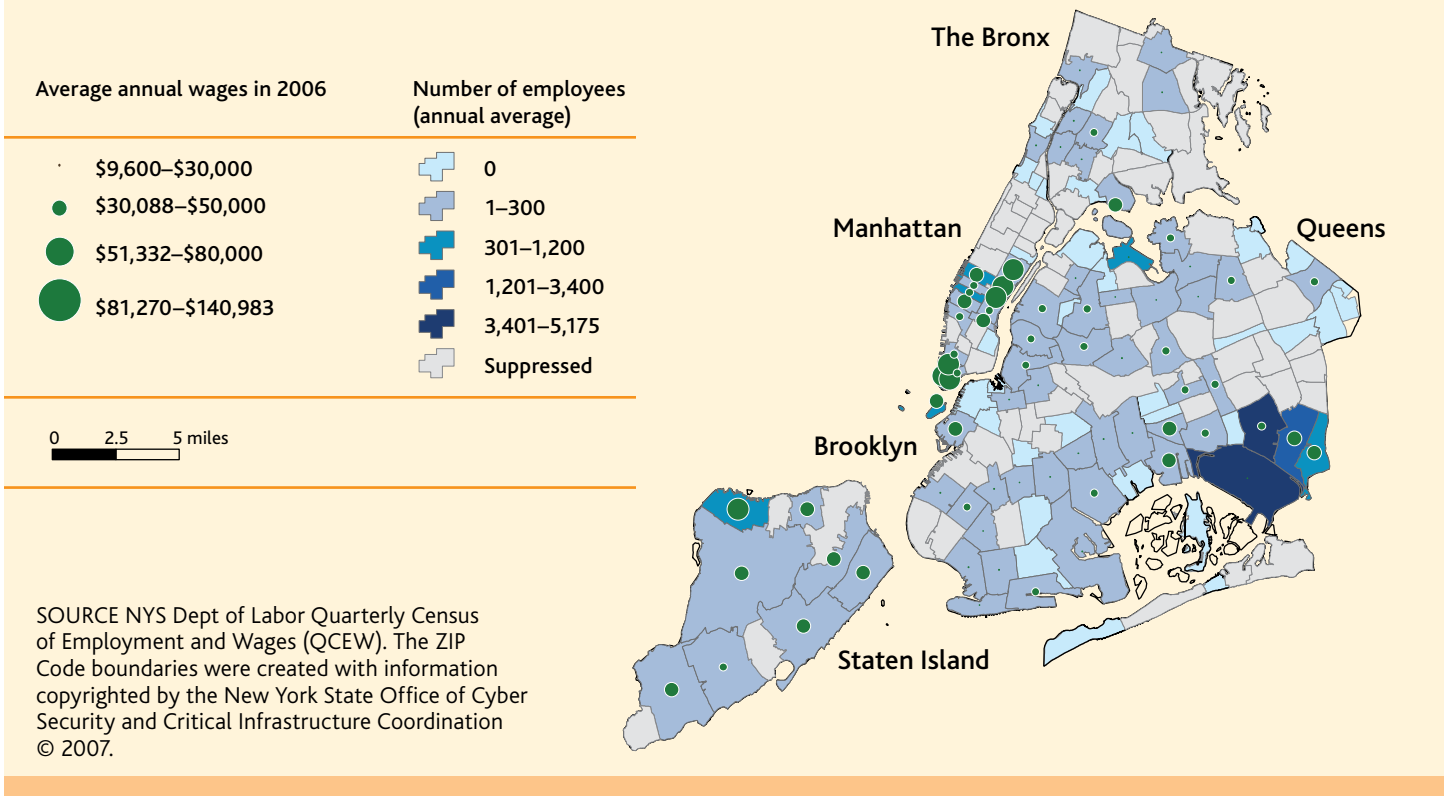 Average annual wages in 2006
$9,600–$30,000
$30,088–$50,000
$51,332–$80,000
$81,270–$140,983
Number of employees
(annual average)
0
1–300
301–1,200
1,201–3,400
3,401–5,175
Suppressed
0 2.5 5 miles
SOURCE NYS Dept of Labor Quarterly Census
of Employment and Wages (QCEW). The ZIP
Code boundaries were created with information
copyrighted by the New York State Office of Cyber
Security and Critical Infrastructure Coordination
© 2007.
The Bronx
Manhattan
Queens
Brooklyn
Staten Island